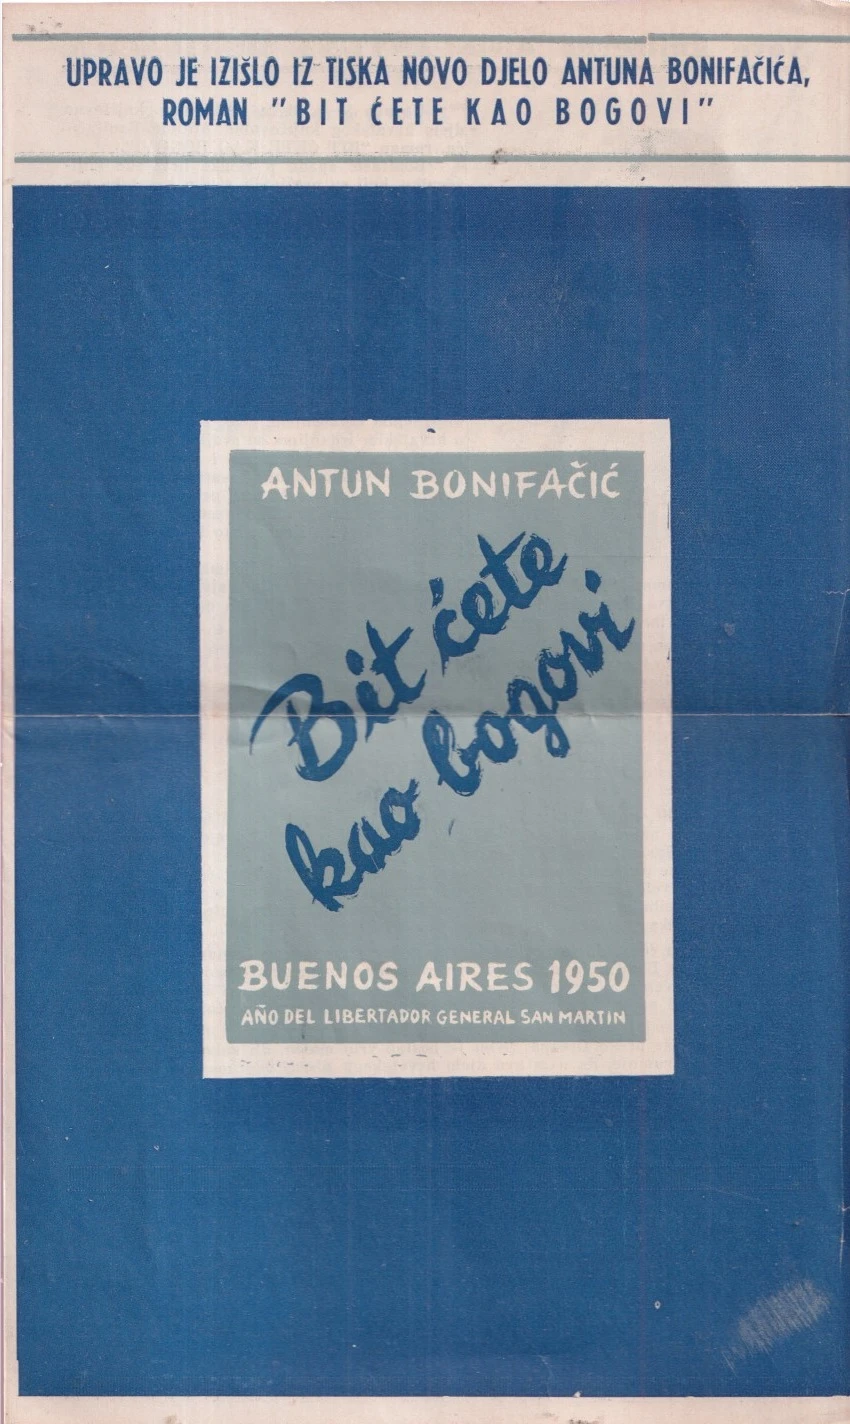 UPRAVO JE IZIŠLO IZ TISKA NOVO DJELO ANTUNA BONIFAČIĆA,
ROMAN "BIT ĆETE KAO BOGOVI"
ANTUN BONIFAČIĆ
Bit ćete
kao bogovi
BUENOS AIRES 1950
AÑO DEL LIBERTADOR GENERAL SAN MARTIN